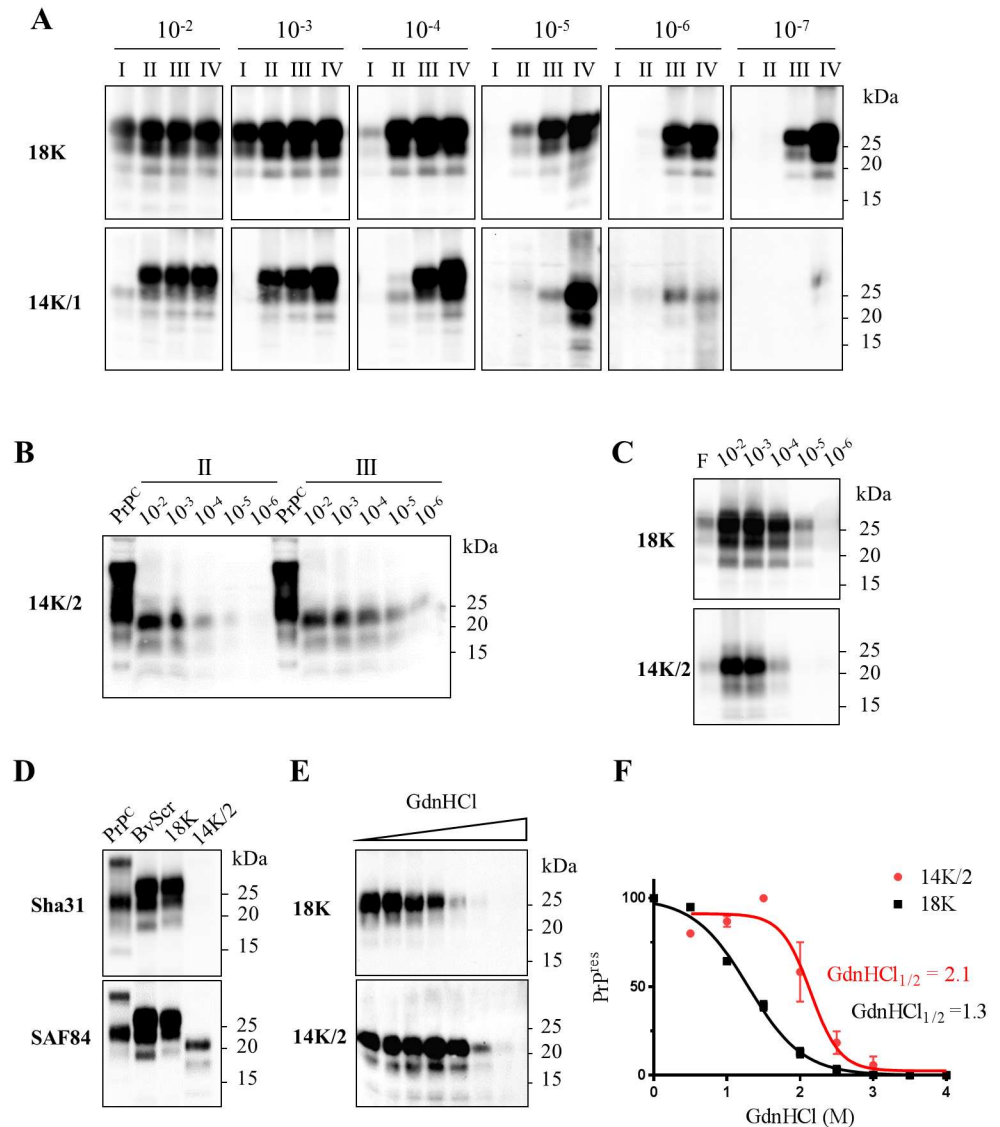 A
10-2 10-3 10-4 10-5 10-6 10-7
I II III IV I II III IV I II III IV I II III IV I II III IV I II III IV
kDa
18K
25
20
15
14K/1
25
20
15
B
II III
PrPC 10-2 10-3 10-4 10-5 10-6 PrPC 10-2 10-3 10-4 10-5 10-6
kDa
14K/2
25
20
15
C
F 10-2 10-3 10-4 10-5 10-6
kDa
18K
25
20
15
14K/2
25
20
15
D
PrPC BvScr 18K 14K/2
kDa
Sha31
25
20
15
SAF84
25
20
15
E
GdnHCl
kDa
18K
25
20
15
14K/2
25
20
15
F
14K/2
18K
100
50
0
PrPres
GdnHCl1/2 = 2.1
GdnHCl1/2 =1.3
0 1 2 3 4
GdnHCl (M)